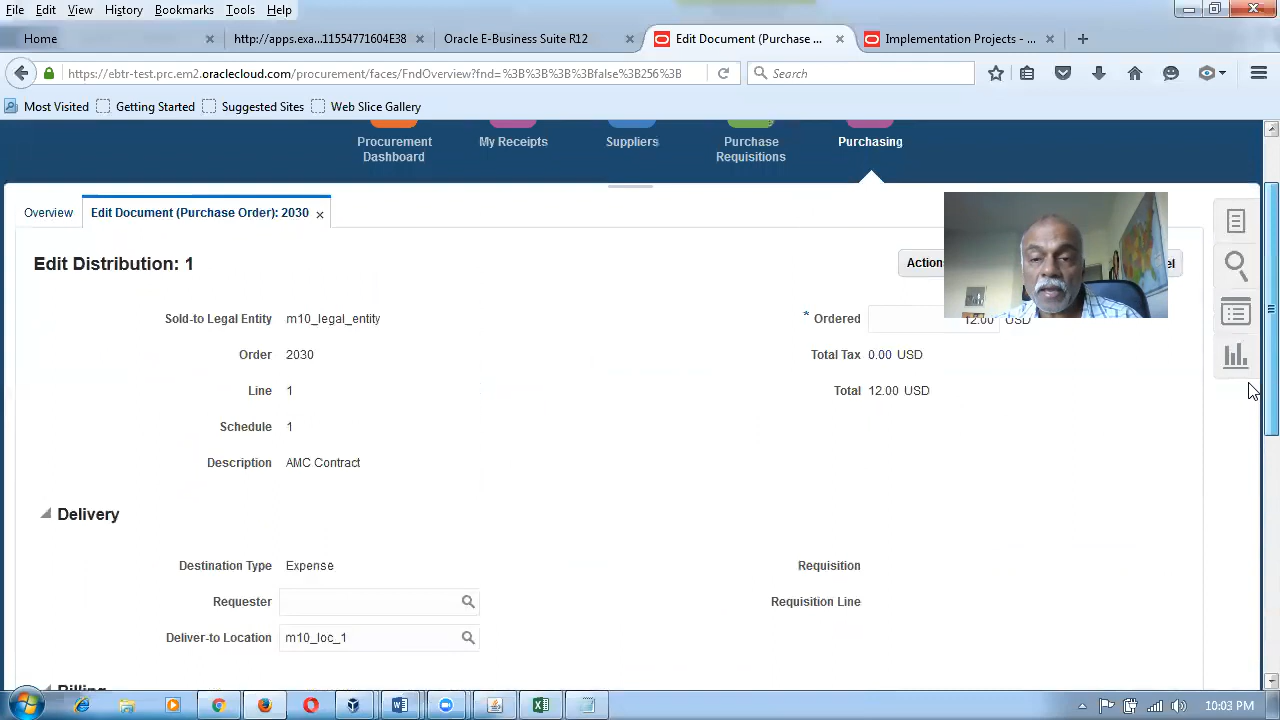 File Edit View History Bookmarks Tools Help
Home × http://apps.exa...11554771604E38 × Oracle E-Business Suite R12 × Edit Document (Purchase ... × Implementation Projects - ... × +
https://ebtr-test.prc.em2.oraclecloud.com/procurement/faces/FndOverview?fnd=%3B%3B%3B%3Bfalse%3B256%3B Search
Most Visited Getting Started Suggested Sites Web Slice Gallery
Procurement Dashboard My Receipts Suppliers Purchase Requisitions Purchasing
Overview Edit Document (Purchase Order): 2030 ×
Edit Distribution: 1
Sold-to Legal Entity m10_legal_entity * Ordered 12.00 USD
Order 2030 Total Tax 0.00 USD
Line 1 Total 12.00 USD
Schedule 1
Description AMC Contract
Delivery
Destination Type Expense Requisition
Requester Requisition Line
Deliver-to Location m10_loc_1
Billing
10:03 PM